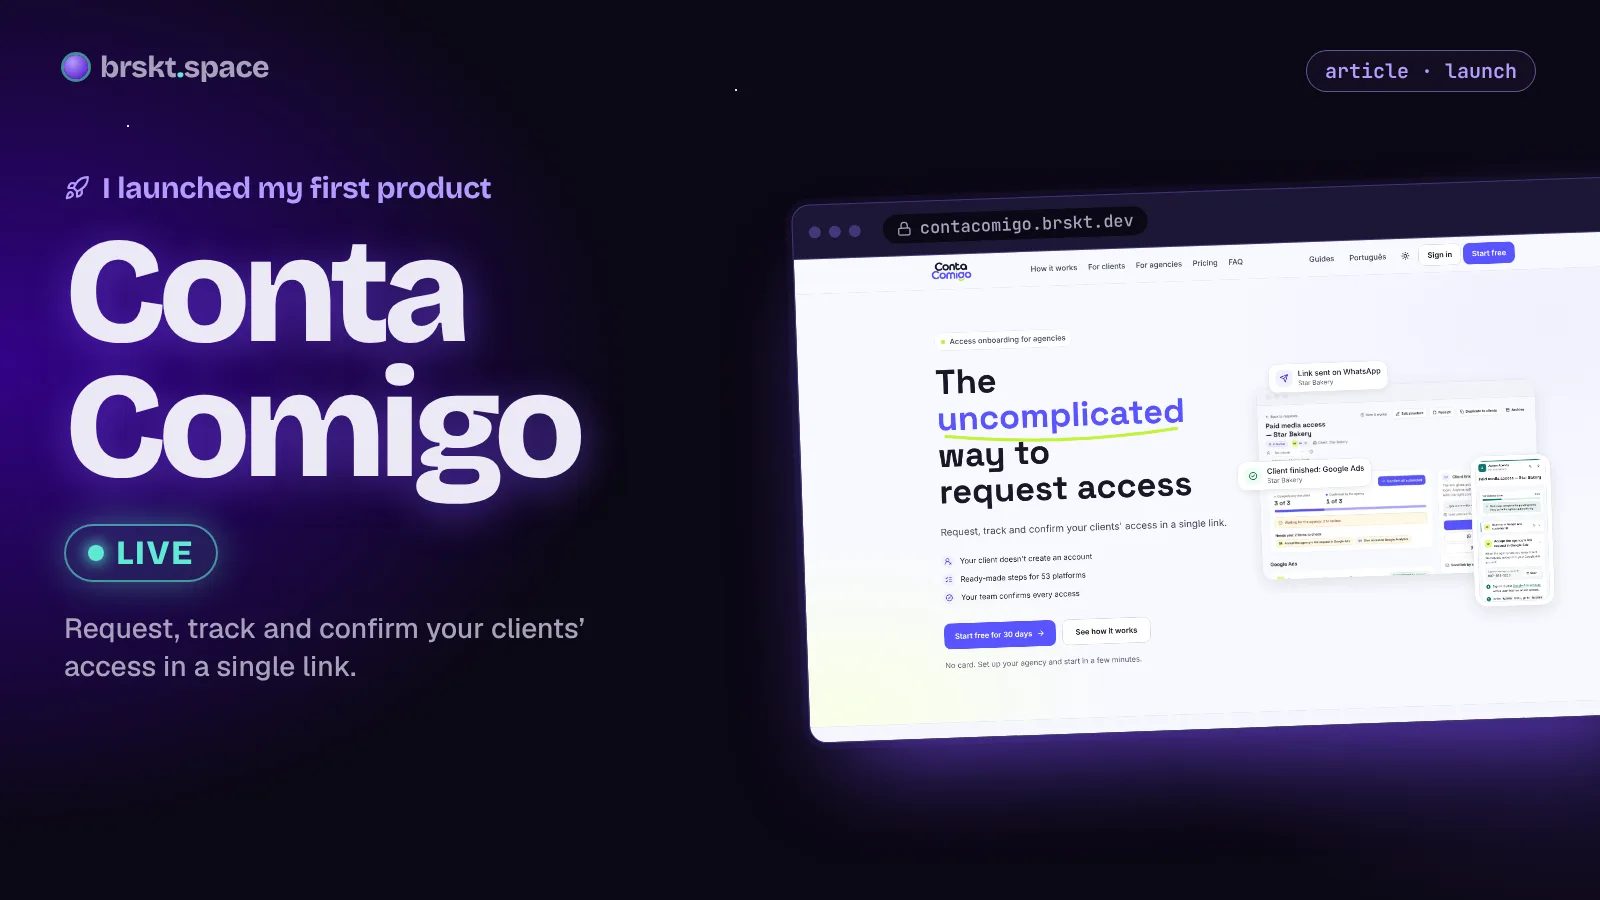 brskt.space
article · launch
I launched my first product
Conta
Comigo
LIVE
Request, track and confirm your clients’
access in a single link.
contacomigo.brskt.dev
Conta
Comigo
How it works
For clients
For agencies
Pricing
FAQ
Guides
Português
Sign in
Start free
Access onboarding for agencies
The
uncomplicated
way to
request access
Request, track and confirm your clients' access in a single link.
Your client doesn't create an account
Ready-made steps for 53 platforms
Your team confirms every access
Start free for 30 days →
See how it works
No card. Set up your agency and start in a few minutes.
Link sent on WhatsApp
Star Bakery
Paid media access
— Star Bakery
Client finished: Google Ads
Star Bakery
3 of 3
1 of 3
Google Ads